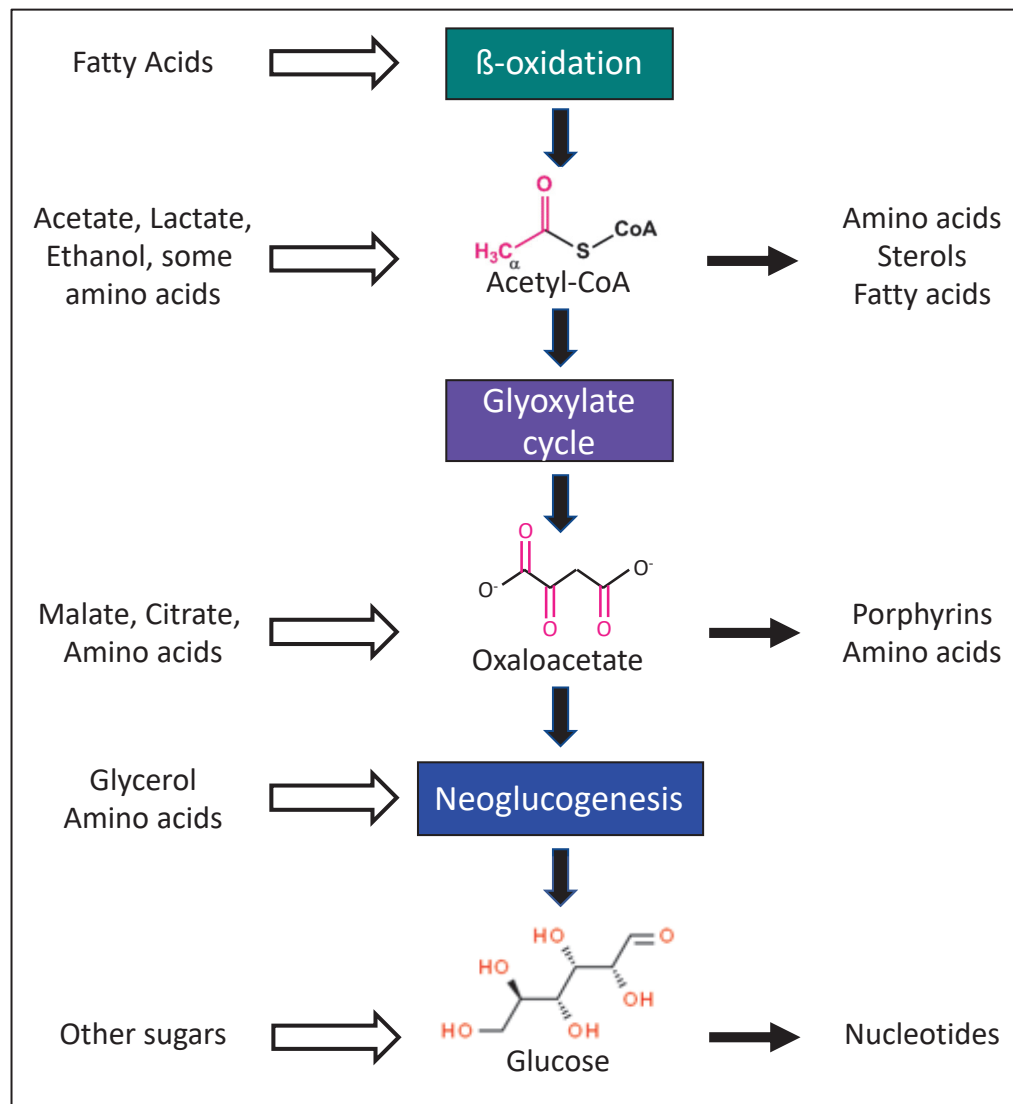 Fatty Acids
ß-oxidation
O
H₃C
α
S
CoA
Acetate, Lactate,
Ethanol, some
amino acids
Acetyl-CoA
Amino acids
Sterols
Fatty acids
Glyoxylate
cycle
O
O⁻
O⁻
O
O
Malate, Citrate,
Amino acids
Oxaloacetate
Porphyrins
Amino acids
Glycerol
Amino acids
Neoglucogenesis
HO
HO
O
HO
OH
HO
OH
Other sugars
Glucose
Nucleotides